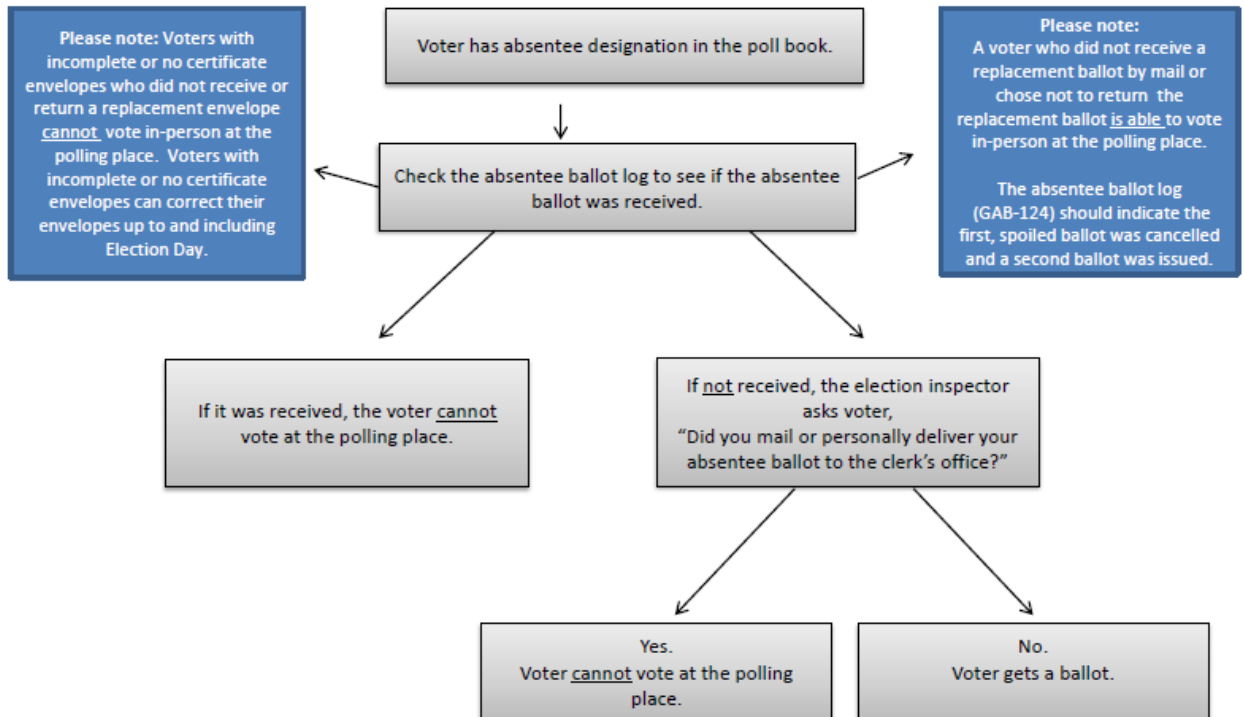 Please note: Voters with
incomplete or no certificate
envelopes who did not receive or
return a replacement envelope
cannot vote in-person at the
polling place. Voters with
incomplete or no certificate
envelopes can correct their
envelopes up to and including
Election Day.
Voter has absentee designation in the poll book.
Please note:
A voter who did not receive a
replacement ballot by mail or
chose not to return the
replacement ballot is able to vote
in-person at the polling place.
The absentee ballot log
(GAB-124) should indicate the
first, spoiled ballot was cancelled
and a second ballot was issued.
Check the absentee ballot log to see if the absentee
ballot was received.
If it was received, the voter cannot
vote at the polling place.
If not received, the election inspector
asks voter,
“Did you mail or personally deliver your
absentee ballot to the clerk’s office?”
Yes.
Voter cannot vote at the polling
place.
No.
Voter gets a ballot.